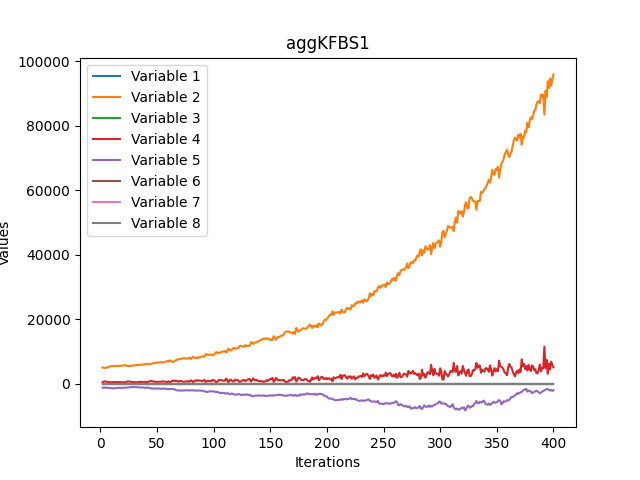 aggKFBS1
100000
80000
60000
40000
20000
0
Values
Variable 1
Variable 2
Variable 3
Variable 4
Variable 5
Variable 6
Variable 7
Variable 8
0 50 100 150 200 250 300 350 400
Iterations